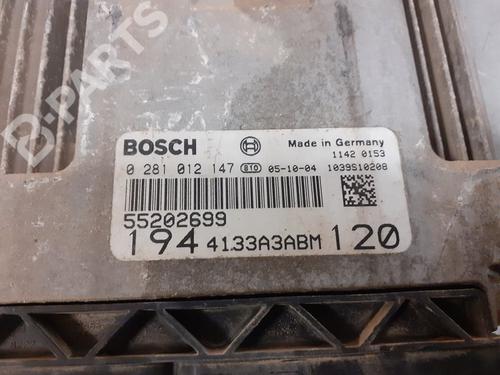 B-PARTS
BOSCH Made in Germany
1142 0153
0 281 012 147 B10 05-10-04 1039S10208
55202699
194 4133A3ABM 120